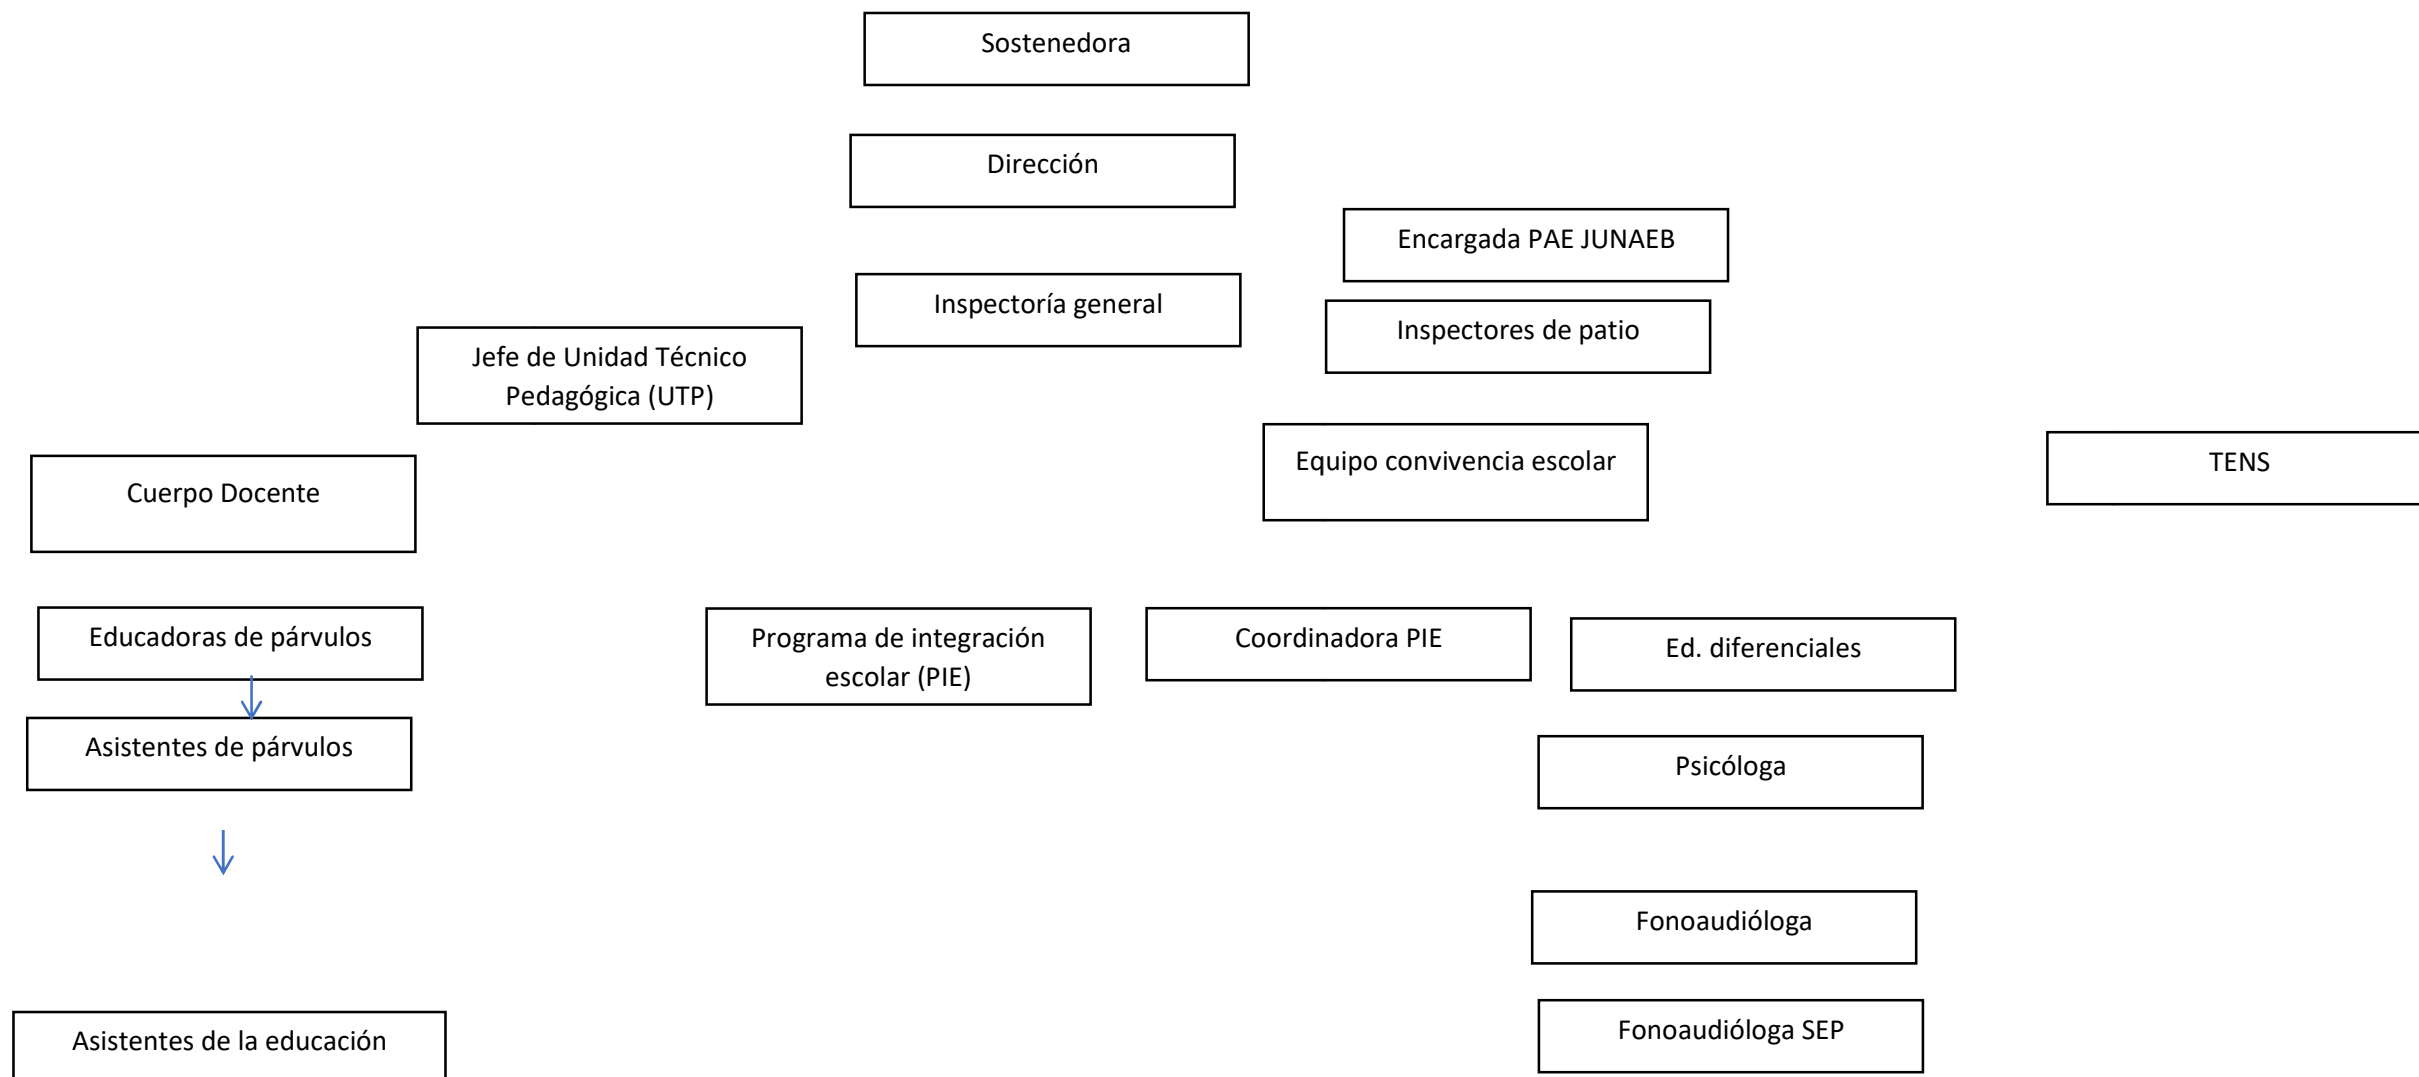 Sostenedora
Dirección
Encargada PAE JUNAEB
Inspectoría general
Inspectores de patio
Jefe de Unidad Técnico
Pedagógica (UTP)
Equipo convivencia escolar
TENS
Cuerpo Docente
Educadoras de párvulos
Programa de integración
escolar (PIE)
Coordinadora PIE
Ed. diferenciales
Asistentes de párvulos
Psicóloga
Fonoaudióloga
Fonoaudióloga SEP
Asistentes de la educación